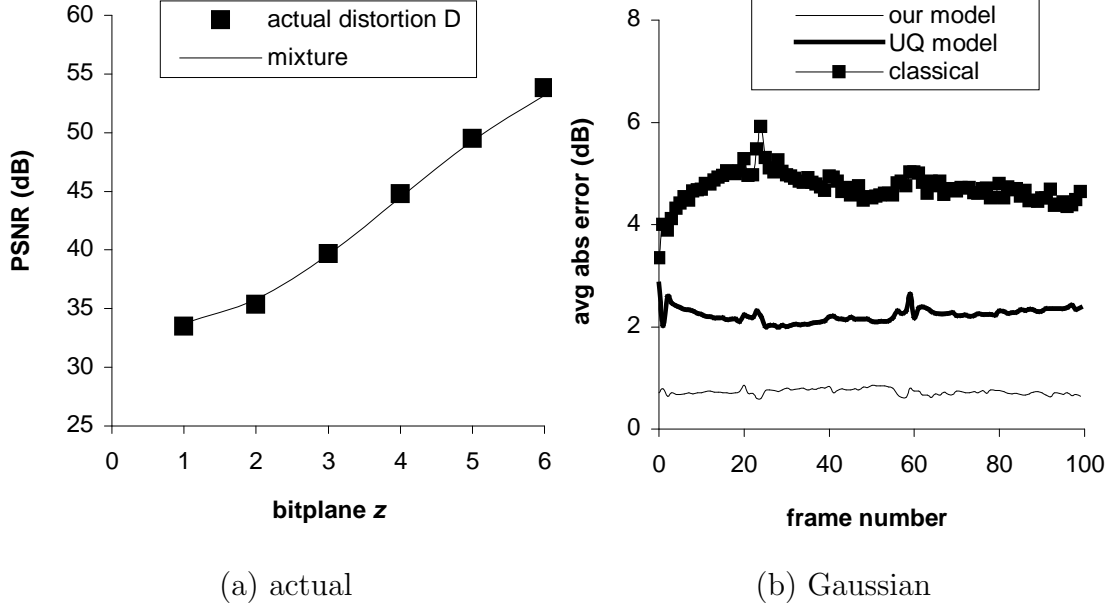 60
55
50
45
40
35
30
25
PSNR (dB)
actual distortion D
mixture
0 1 2 3 4 5 6
bitplane z
(a) actual
8
6
4
2
0
avg abs error (dB)
our model
UQ model
classical
0 20 40 60 80 100
frame number
(b) Gaussian